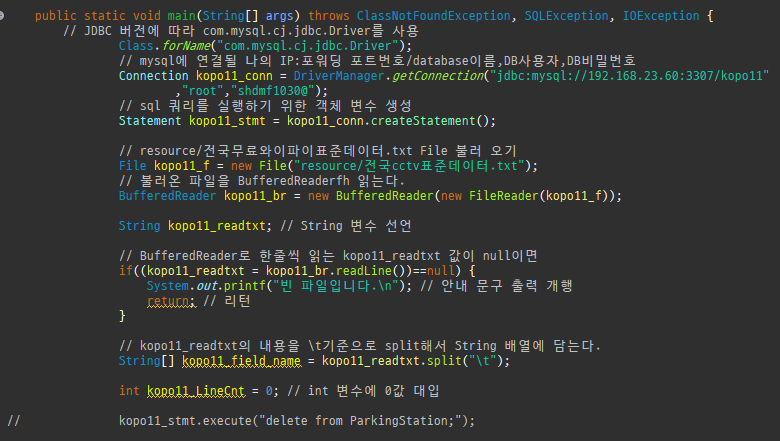 public static void main(String[] args) throws ClassNotFoundException, SQLException, IOException {
// JDBC 버전에 따라 com.mysql.cj.jdbc.Driver를 사용
Class.forName("com.mysql.cj.jdbc.Driver");
// mysql에 연결될 나의 IP:포워딩 포트번호/database이름,DB사용자,DB비밀번호
Connection kopo11_conn = DriverManager.getConnection("jdbc:mysql://192.168.23.60:3307/kopo11"
,"root","shdmf1030@");
// sql 쿼리를 실행하기 위한 객체 변수 생성
Statement kopo11_stmt = kopo11_conn.createStatement();
// resource/전국무료와이파이표준데이터.txt File 불러 오기
File kopo11_f = new File("resource/전국cctv표준데이터.txt");
// 불러온 파일을 BufferedReaderfh 읽는다.
BufferedReader kopo11_br = new BufferedReader(new FileReader(kopo11_f));
String kopo11_readtxt; // String 변수 선언
// BufferedReader로 한줄씩 읽는 kopo11_readtxt 값이 null이면
if((kopo11_readtxt = kopo11_br.readLine())==null) {
System.out.printf("빈 파일입니다.\n"); // 안내 문구 출력 개행
return; // 리턴
}
// kopo11_readtxt의 내용을 \t기준으로 split해서 String 배열에 담는다.
String[] kopo11_field_name = kopo11_readtxt.split("\t");
int kopo11_LineCnt = 0; // int 변수에 0값 대입
// kopo11_stmt.execute("delete from ParkingStation;");